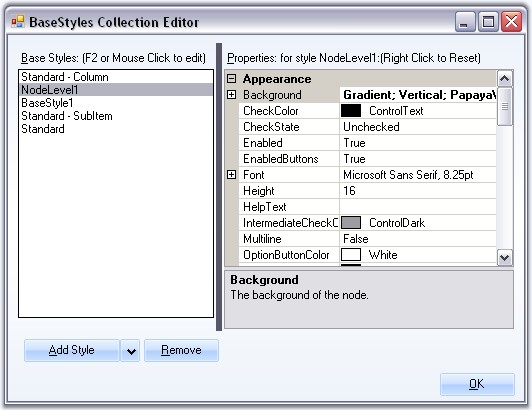 BaseStyles Collection Editor
Base Styles: (F2 or Mouse Click to edit)
Standard - Column
NodeLevel1
BaseStyle1
Standard - SubItem
Standard
Add Style
Remove
Properties: for style NodeLevel1:(Right Click to Reset)
Appearance
Background Gradient; Vertical; Papaya
CheckColor ControlText
CheckState Unchecked
Enabled True
EnabledButtons True
Font Microsoft Sans Serif, 8.25pt
Height 16
HelpText
IntermediateCheckC ControlDark
Multiline False
OptionButtonColor White
Background
The background of the node.
OK